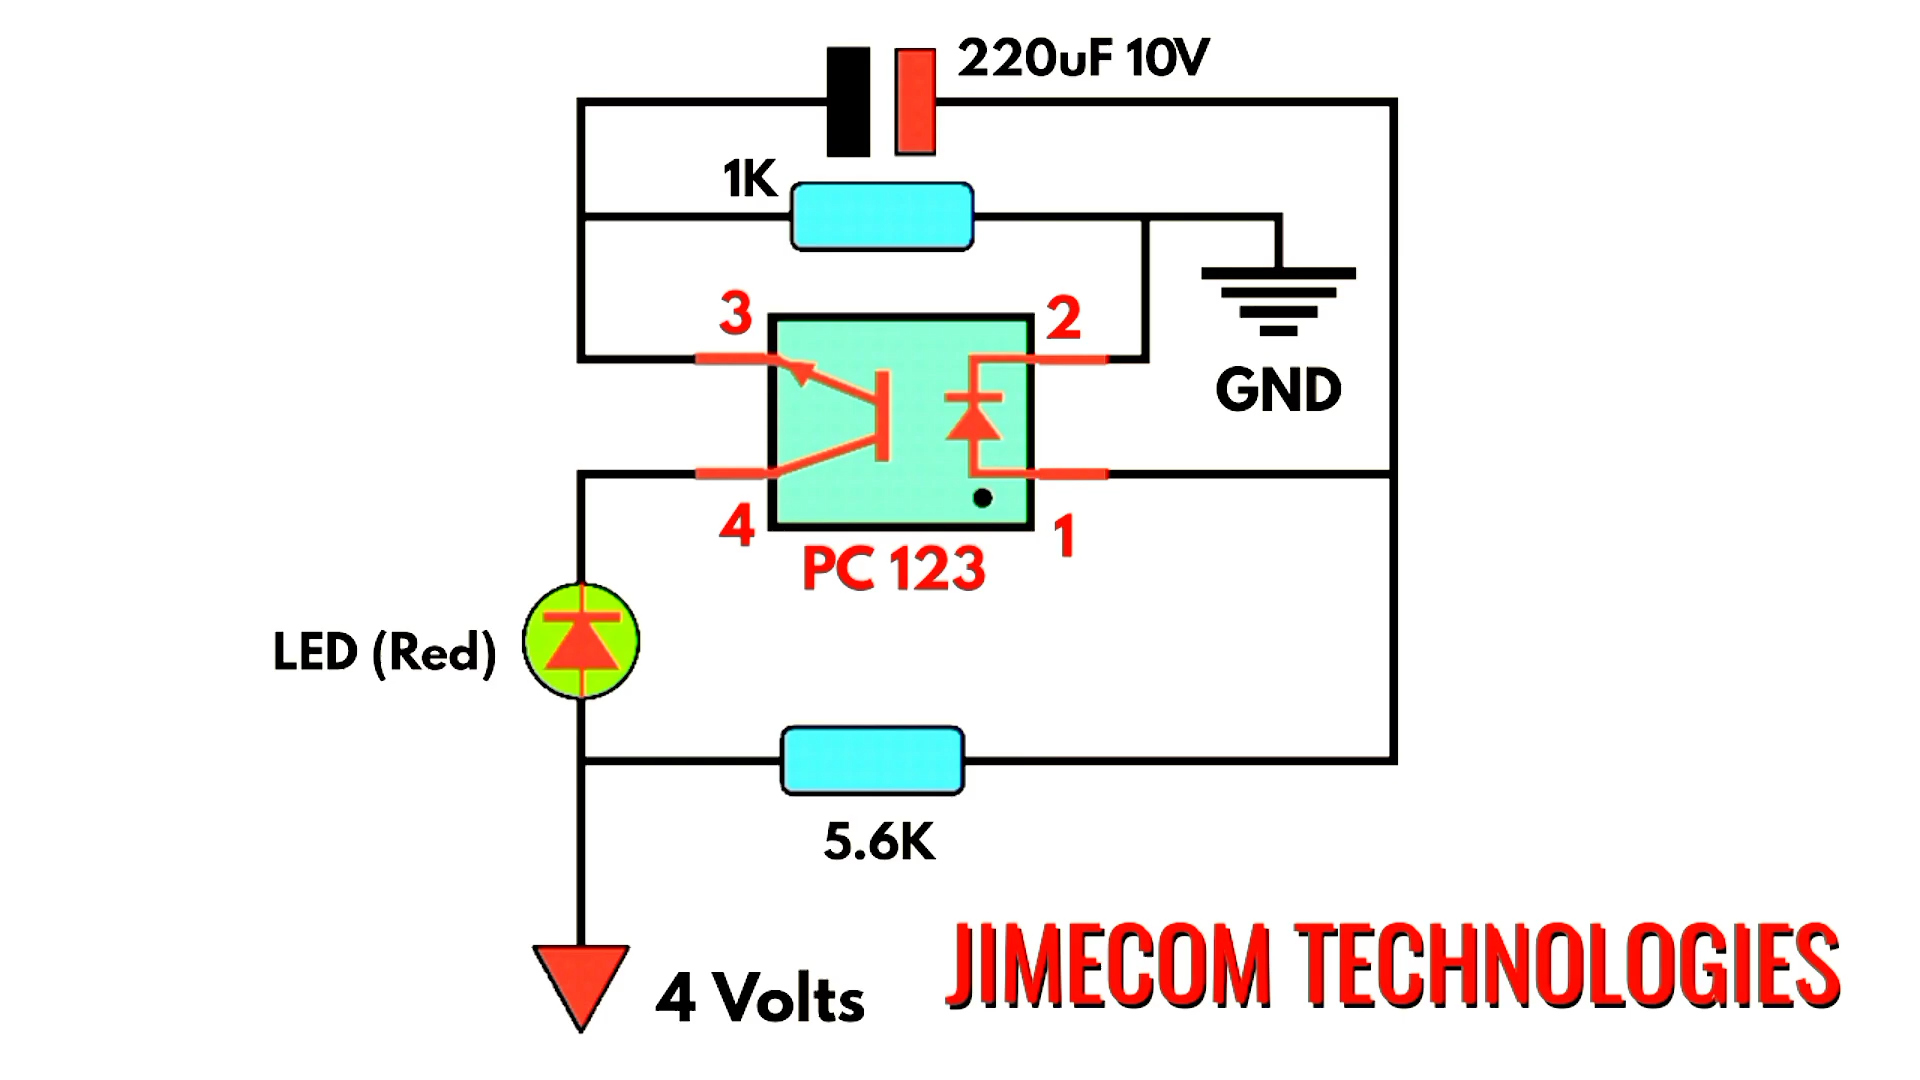 220uF 10V
1K
3
2
GND
4
1
PC 123
LED (Red)
5.6K
4 Volts
JIMECOM TECHNOLOGIES